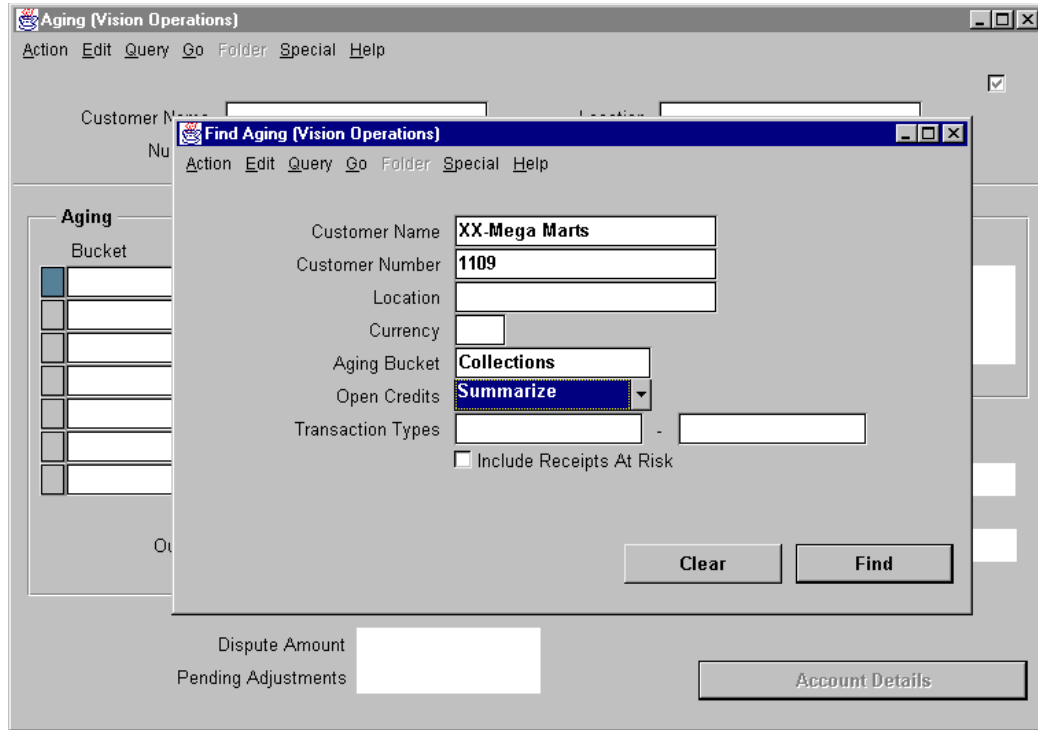 Aging (Vision Operations)
Action Edit Query Go Folder Special Help
Customer Name
Location
Find Aging (Vision Operations)
Action Edit Query Go Folder Special Help
Customer Name XX-Mega Marts
Customer Number 1109
Location
Currency
Aging Bucket Collections
Open Credits Summarize
Transaction Types -
Include Receipts At Risk
Clear Find
Nu
Aging
Bucket
Ou
Dispute Amount
Pending Adjustments
Account Details